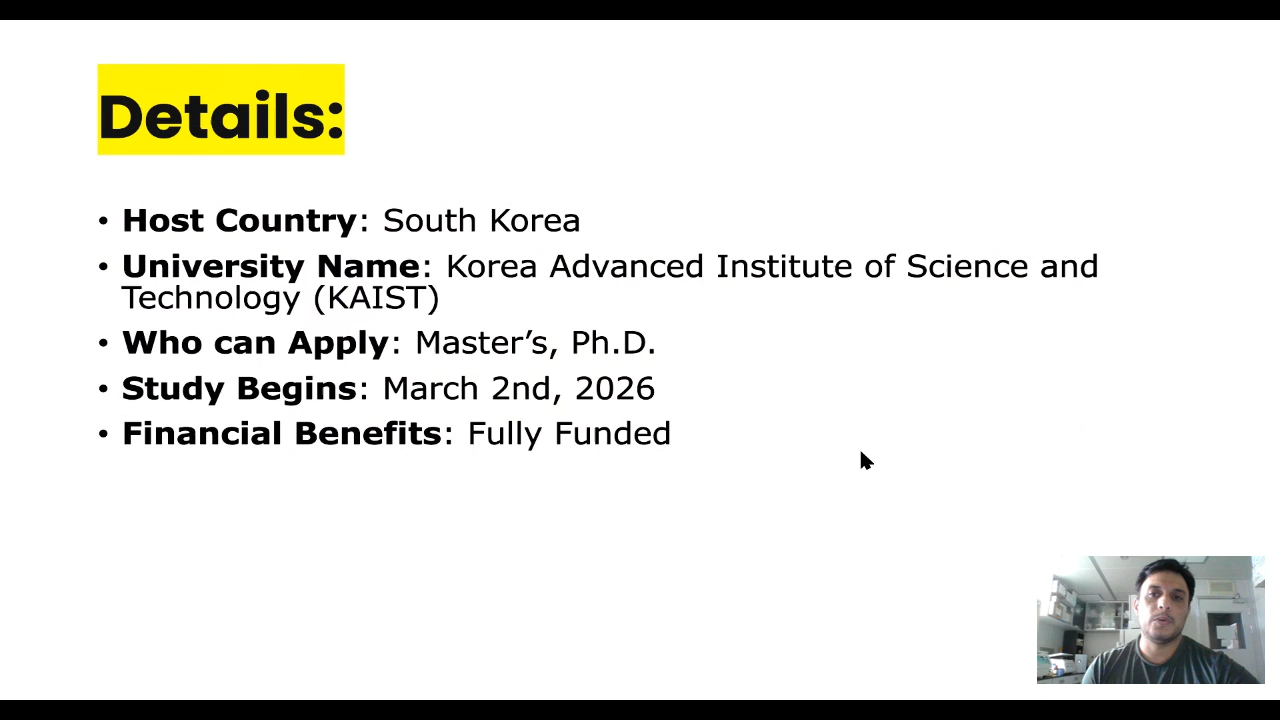 Details:
• Host Country: South Korea
• University Name: Korea Advanced Institute of Science and
Technology (KAIST)
• Who can Apply: Master’s, Ph.D.
• Study Begins: March 2nd, 2026
• Financial Benefits: Fully Funded